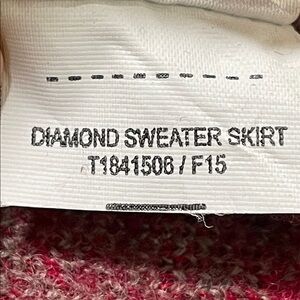 DIAMOND SWEATER SKIRT
T1841506 / F15